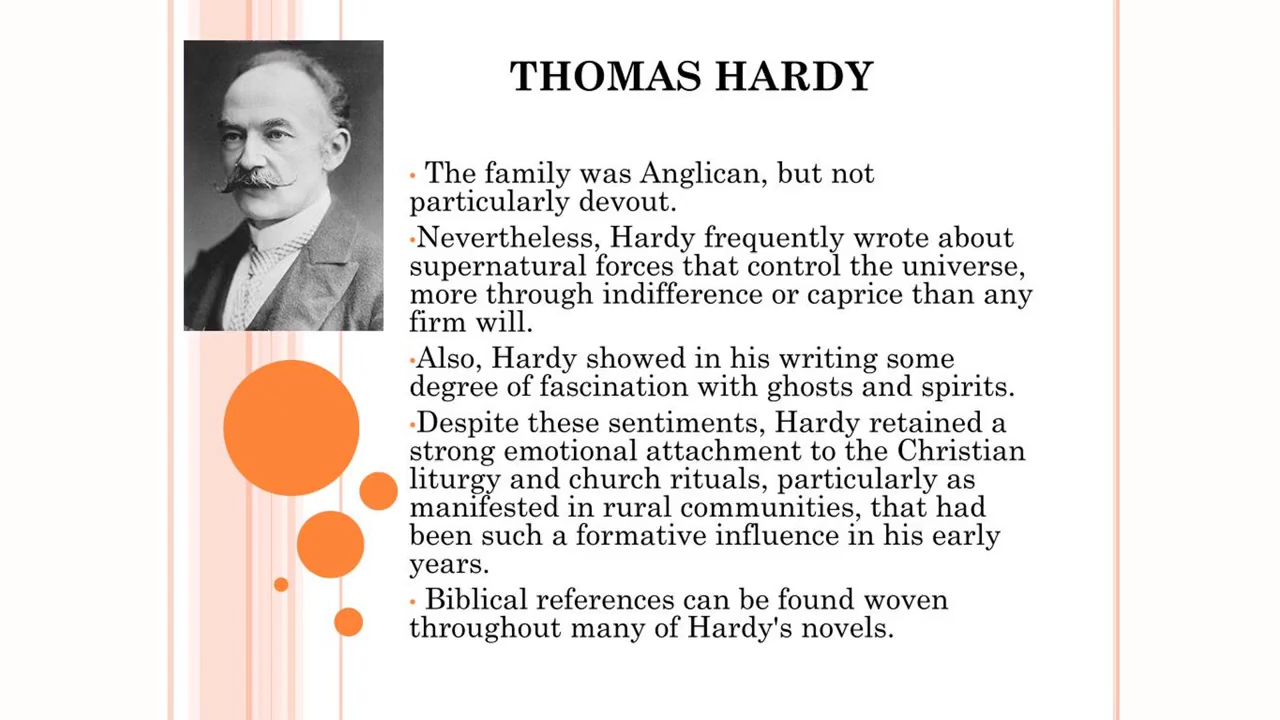 THOMAS HARDY
• The family was Anglican, but not
particularly devout.
•Nevertheless, Hardy frequently wrote about
supernatural forces that control the universe,
more through indifference or caprice than any
firm will.
•Also, Hardy showed in his writing some
degree of fascination with ghosts and spirits.
•Despite these sentiments, Hardy retained a
strong emotional attachment to the Christian
liturgy and church rituals, particularly as
manifested in rural communities, that had
been such a formative influence in his early
years.
• Biblical references can be found woven
throughout many of Hardy's novels.